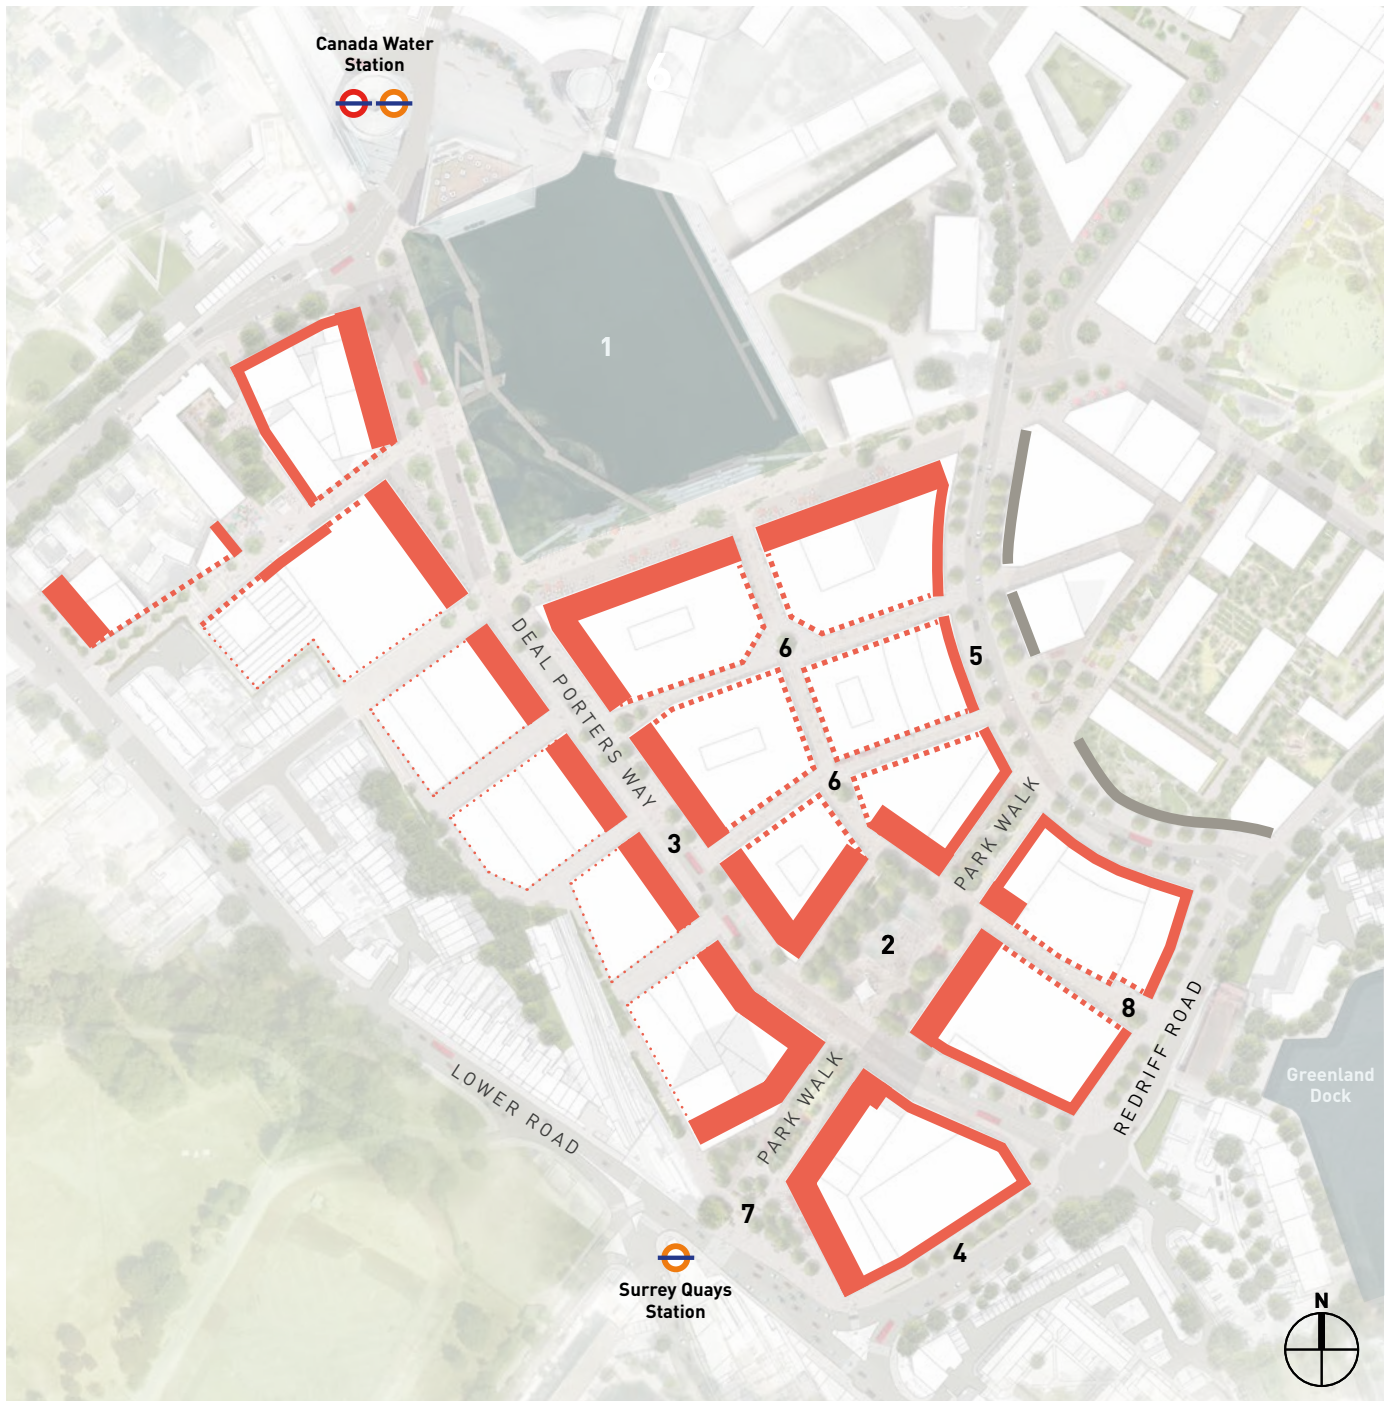 Canada Water
Station
6
1
DEAL PORTERS WAY
6
5
6
PARK WALK
3
2
8
REDRIFF ROAD
Greenland
Dock
LOWER ROAD
PARK WALK
7
4
Surrey Quays
Station
N